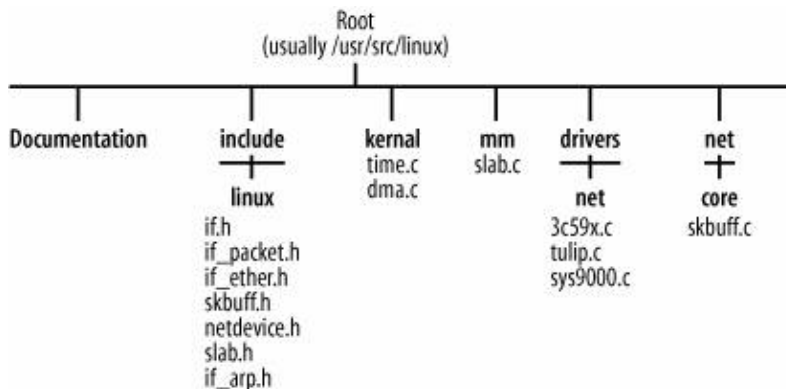 Root
(usually /usr/src/linux)
Documentation
include
linux
if.h
if_packet.h
if_ether.h
skbuff.h
netdevice.h
slab.h
if_arp.h
kernal
time.c
dma.c
mm
slab.c
drivers
net
3c59x.c
tulip.c
sys9000.c
net
core
skbuff.c